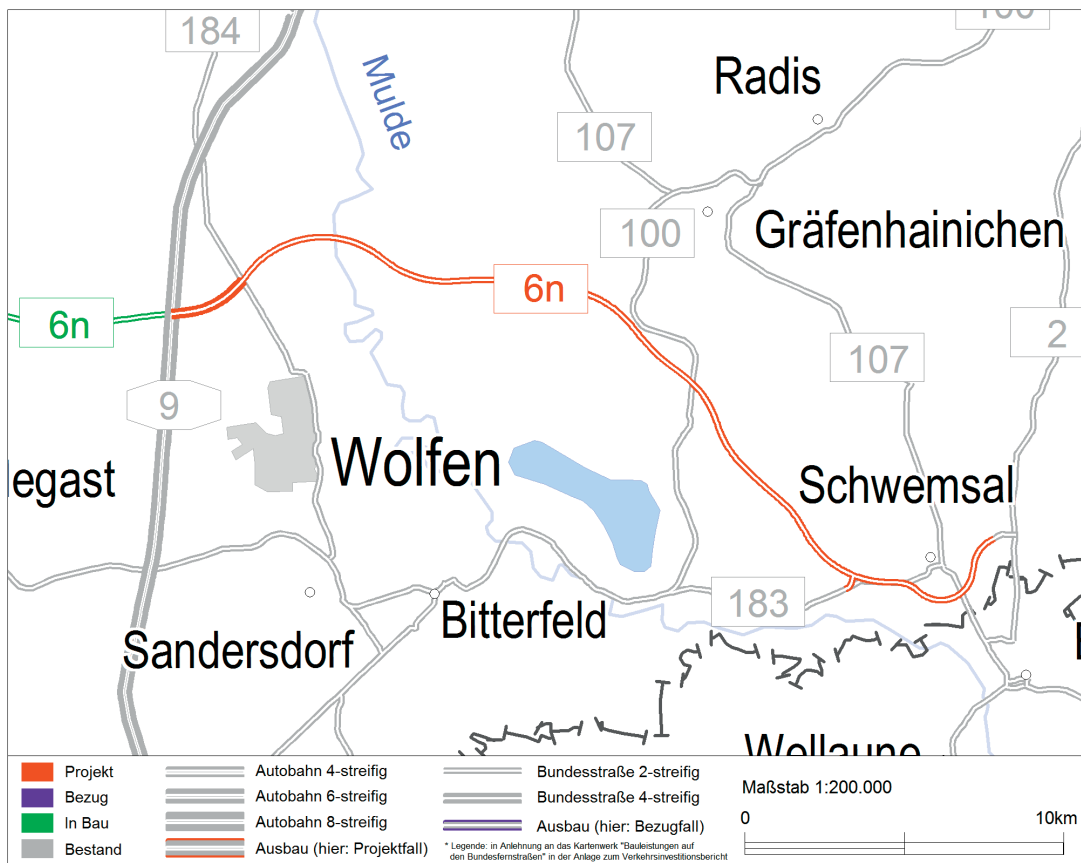 184
Mulde
Radis
107
100
Gräfenhainichen
6n
6n
2
107
9
legast
Wolfen
Schwemsal
183
Bitterfeld
Sandersdorf
Projekt
Bezug
In Bau
Bestand
Autobahn 4-streifig
Autobahn 6-streifig
Autobahn 8-streifig
Ausbau (hier: Projektfall)
Bundesstraße 2-streifig
Bundesstraße 4-streifig
Ausbau (hier: Bezugfall)
* Legende: in Anlehnung an das Kartenwerk "Bauleistungen auf
den Bundesfernstraßen" in der Anlage zum Verkehrsinvestitionsbericht
Maßstab 1:200.000
0
10km